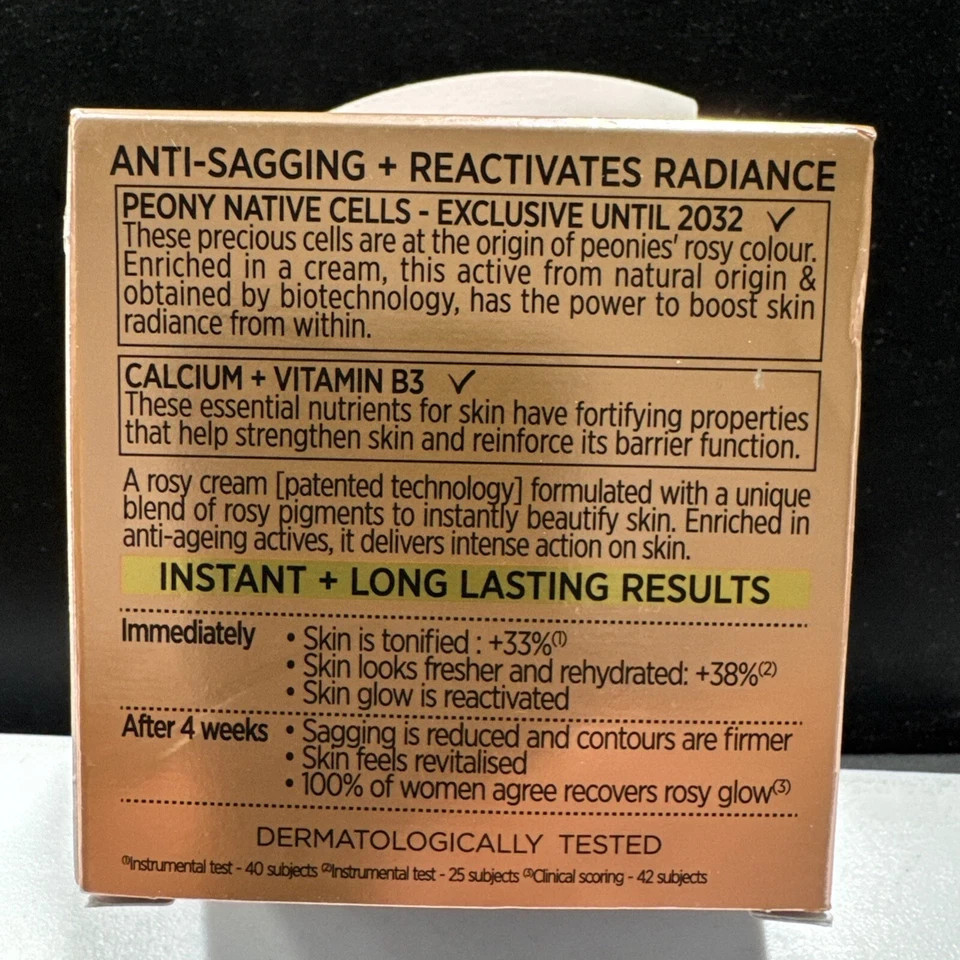 ANTI-SAGGING + REACTIVATES RADIANCE
PEONY NATIVE CELLS - EXCLUSIVE UNTIL 2032 ✓
These precious cells are at the origin of peonies' rosy colour.
Enriched in a cream, this active from natural origin &
obtained by biotechnology, has the power to boost skin
radiance from within.
CALCIUM + VITAMIN B3 ✓
These essential nutrients for skin have fortifying properties
that help strengthen skin and reinforce its barrier function.
A rosy cream [patented technology] formulated with a unique
blend of rosy pigments to instantly beautify skin. Enriched in
anti-ageing actives, it delivers intense action on skin.
INSTANT + LONG LASTING RESULTS
Immediately • Skin is tonified : +33%(1)
• Skin looks fresher and rehydrated: +38%(2)
• Skin glow is reactivated
After 4 weeks • Sagging is reduced and contours are firmer
• Skin feels revitalised
• 100% of women agree recovers rosy glow(3)
DERMATOLOGICALLY TESTED
(1)Instrumental test - 40 subjects (2)Instrumental test - 25 subjects (3)Clinical scoring - 42 subjects